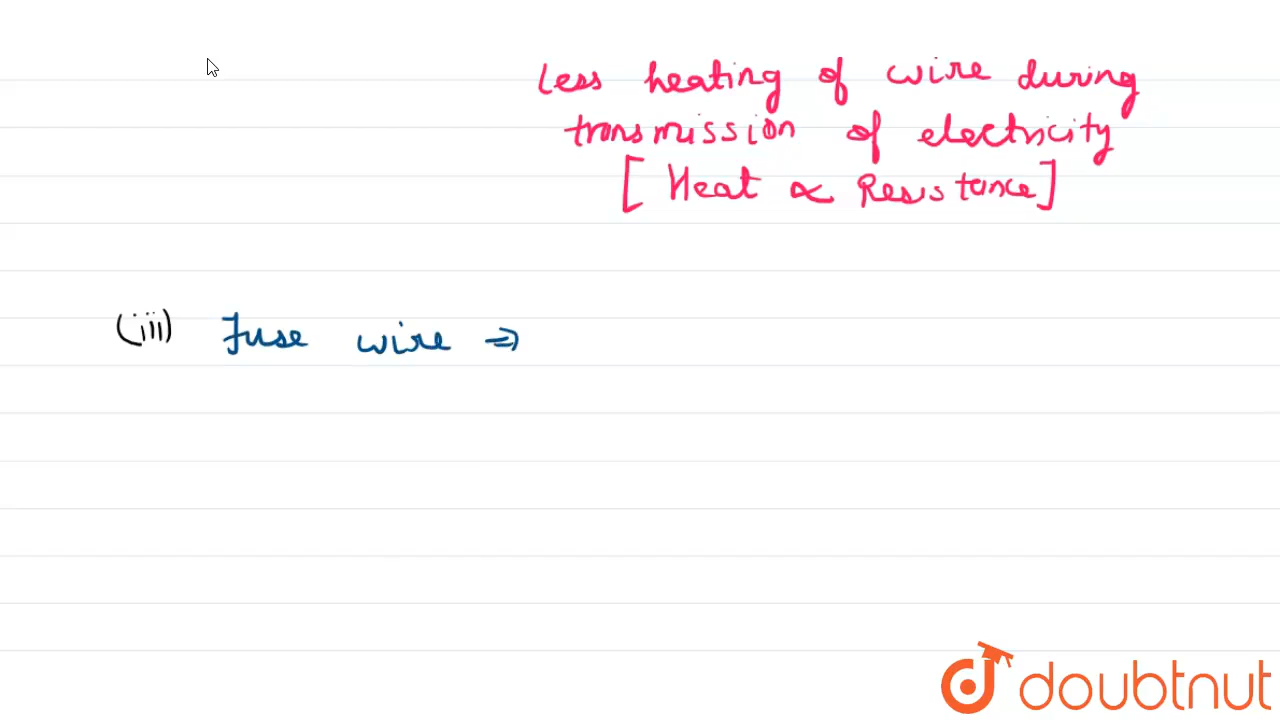 less heating of wire during
transmission of electricity
[Heat ∝ Resistance]
(iii) Fuse wire ⇒
doubtnut